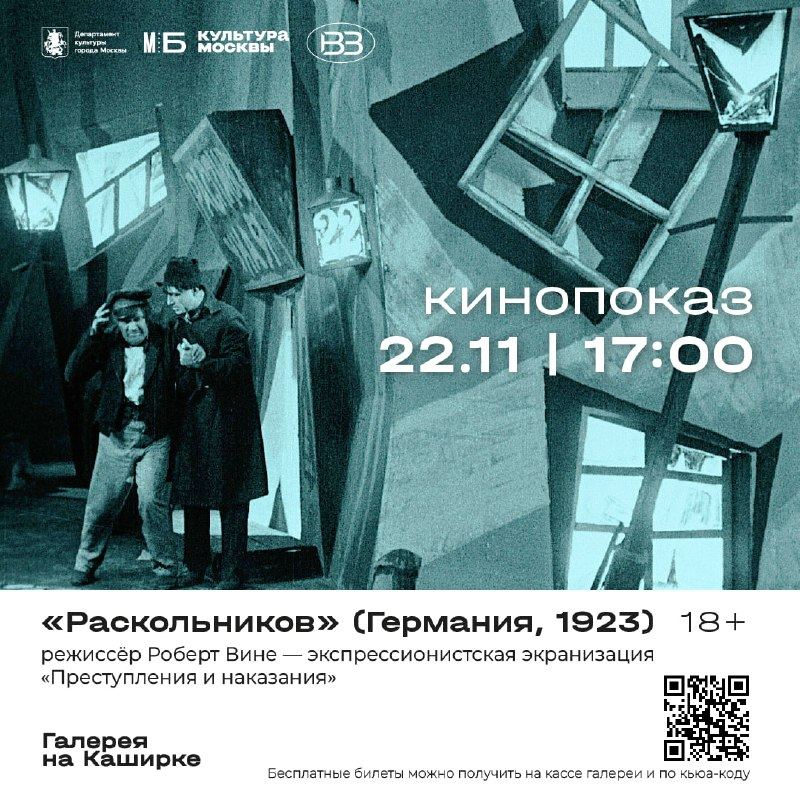 Департамент
культуры
города Москвы
М Б
КУЛЬТУРА
МОСКВЫ
ВЗ
22
кинопоказ
22.11 | 17:00
«Раскольников» (Германия, 1923) 18+
режиссёр Роберт Вине — экспрессионистская экранизация
«Преступления и наказания»
Галерея
на Каширке
Бесплатные билеты можно получить на кассе галереи и по кьюа-коду